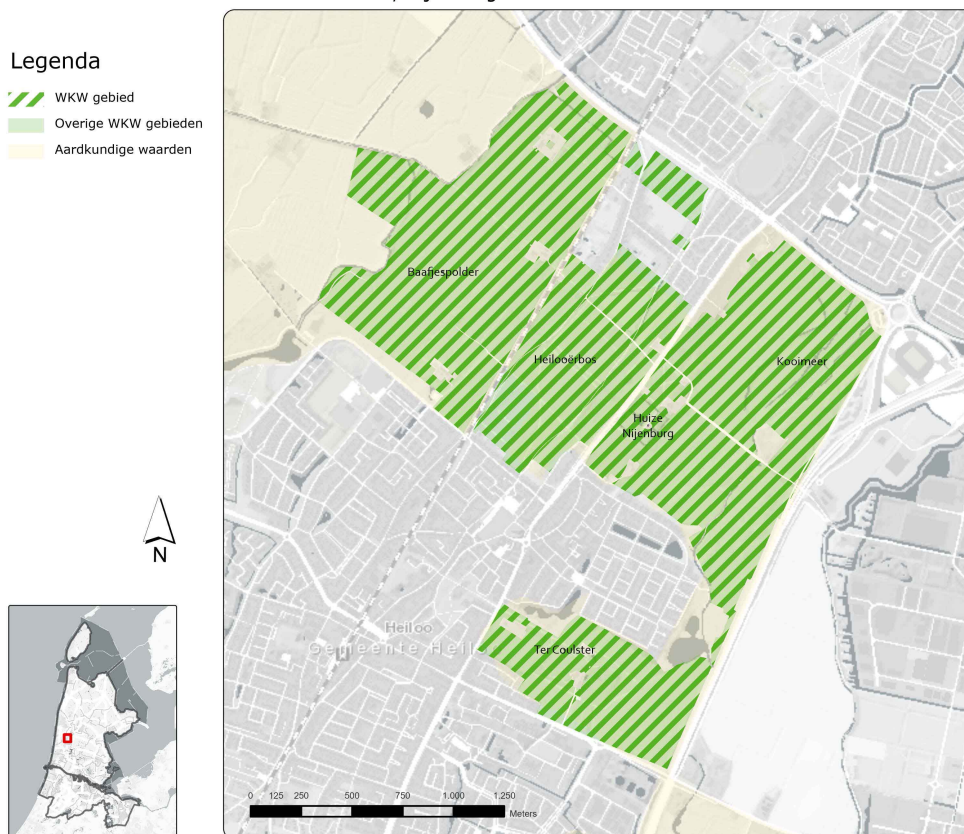 Legenda
WKW gebied
Overige WKW gebieden
Aardkundige waarden
N
Baafjespolder
Heilooërbos
Kooimeer
Huize
Nijenburg
Heiloo
Gemeente Heiloo
Ter Coulster
0 125 250 500 750 1.000 1.250
Meters